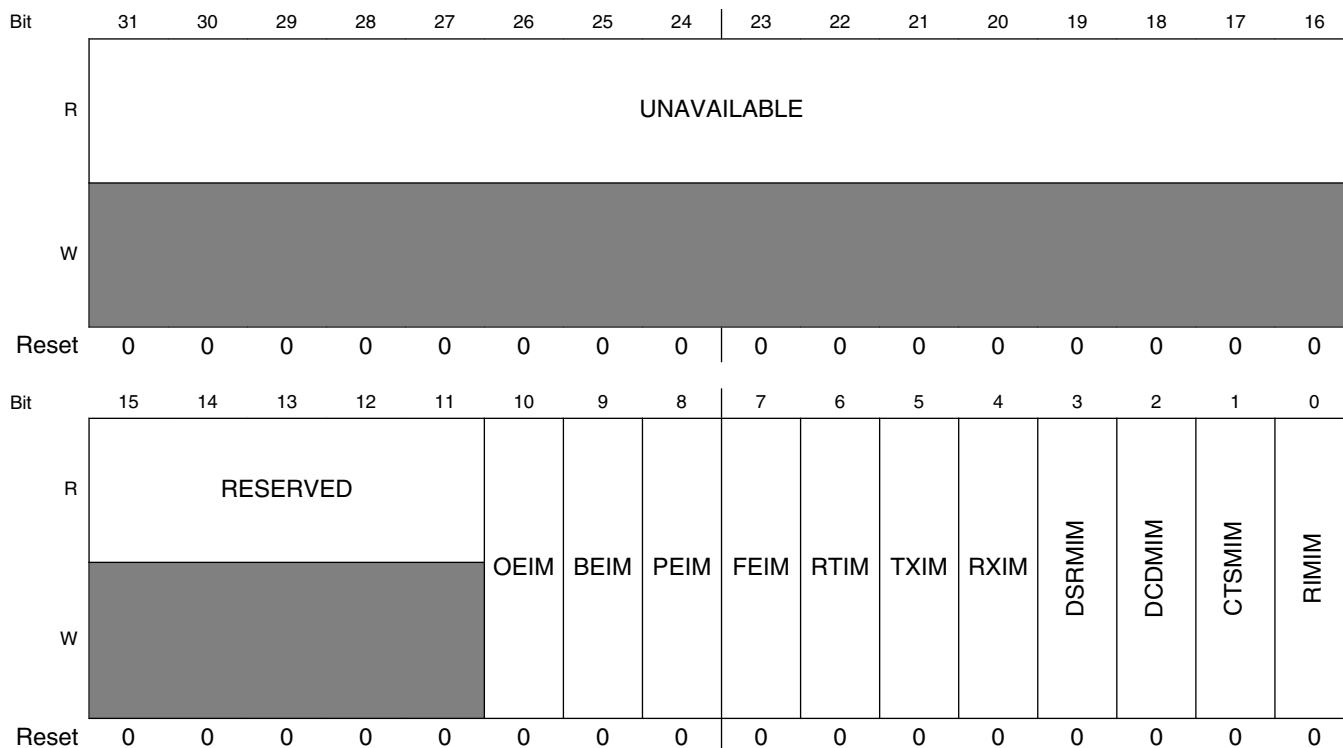 Bit 31 30 29 28 27 26 25 24 23 22 21 20 19 18 17 16
R UNAVAILABLE
W
Reset 0 0 0 0 0 0 0 0 0 0 0 0 0 0 0 0
Bit 15 14 13 12 11 10 9 8 7 6 5 4 3 2 1 0
R RESERVED
OEIM BEIM PEIM FEIM RTIM TXIM RXIM DSRMIM DCDMIM CTSMIM RIMIM
W
Reset 0 0 0 0 0 0 0 0 0 0 0 0 0 0 0 0